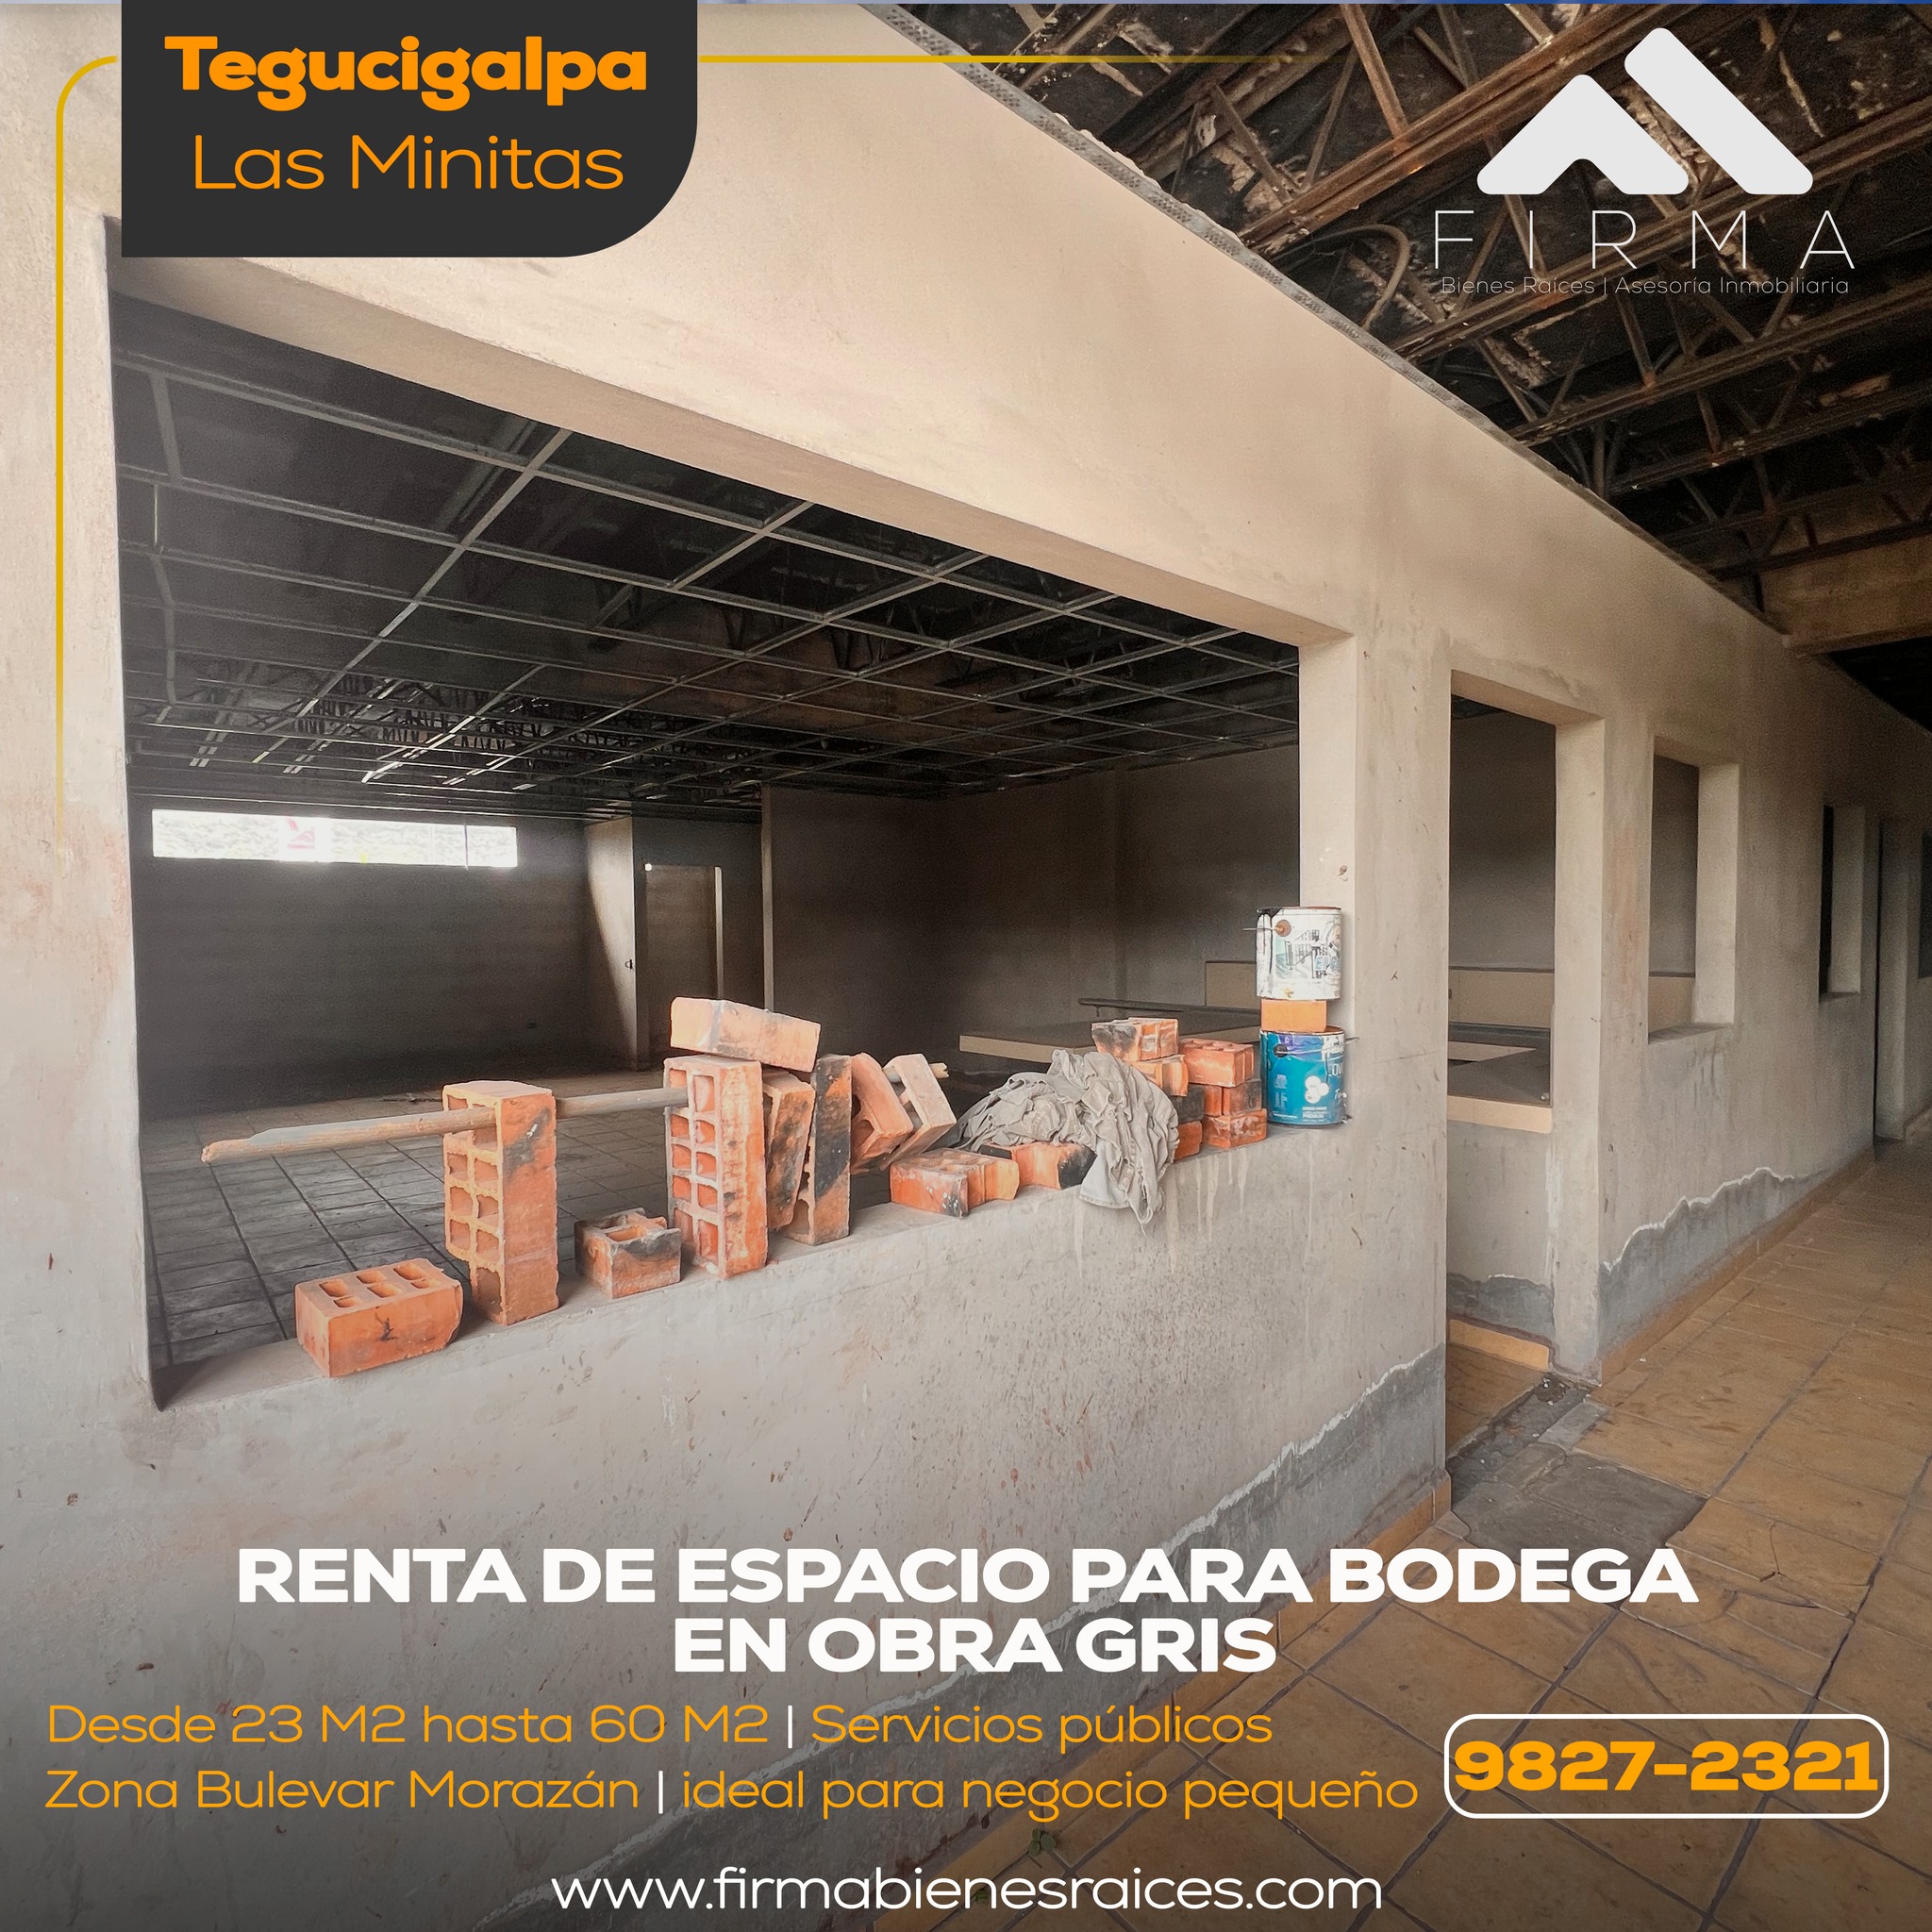 Tegucigalpa
Las Minitas
FIRMA
Bienes Raíces | Asesoría Inmobiliaria
RENTA DE ESPACIO PARA BODEGA
EN OBRA GRIS
Desde 23 M2 hasta 60 M2 | Servicios públicos
Zona Bulevar Morazán | ideal para negocio pequeño
9827-2321
www.firmabienesraices.com